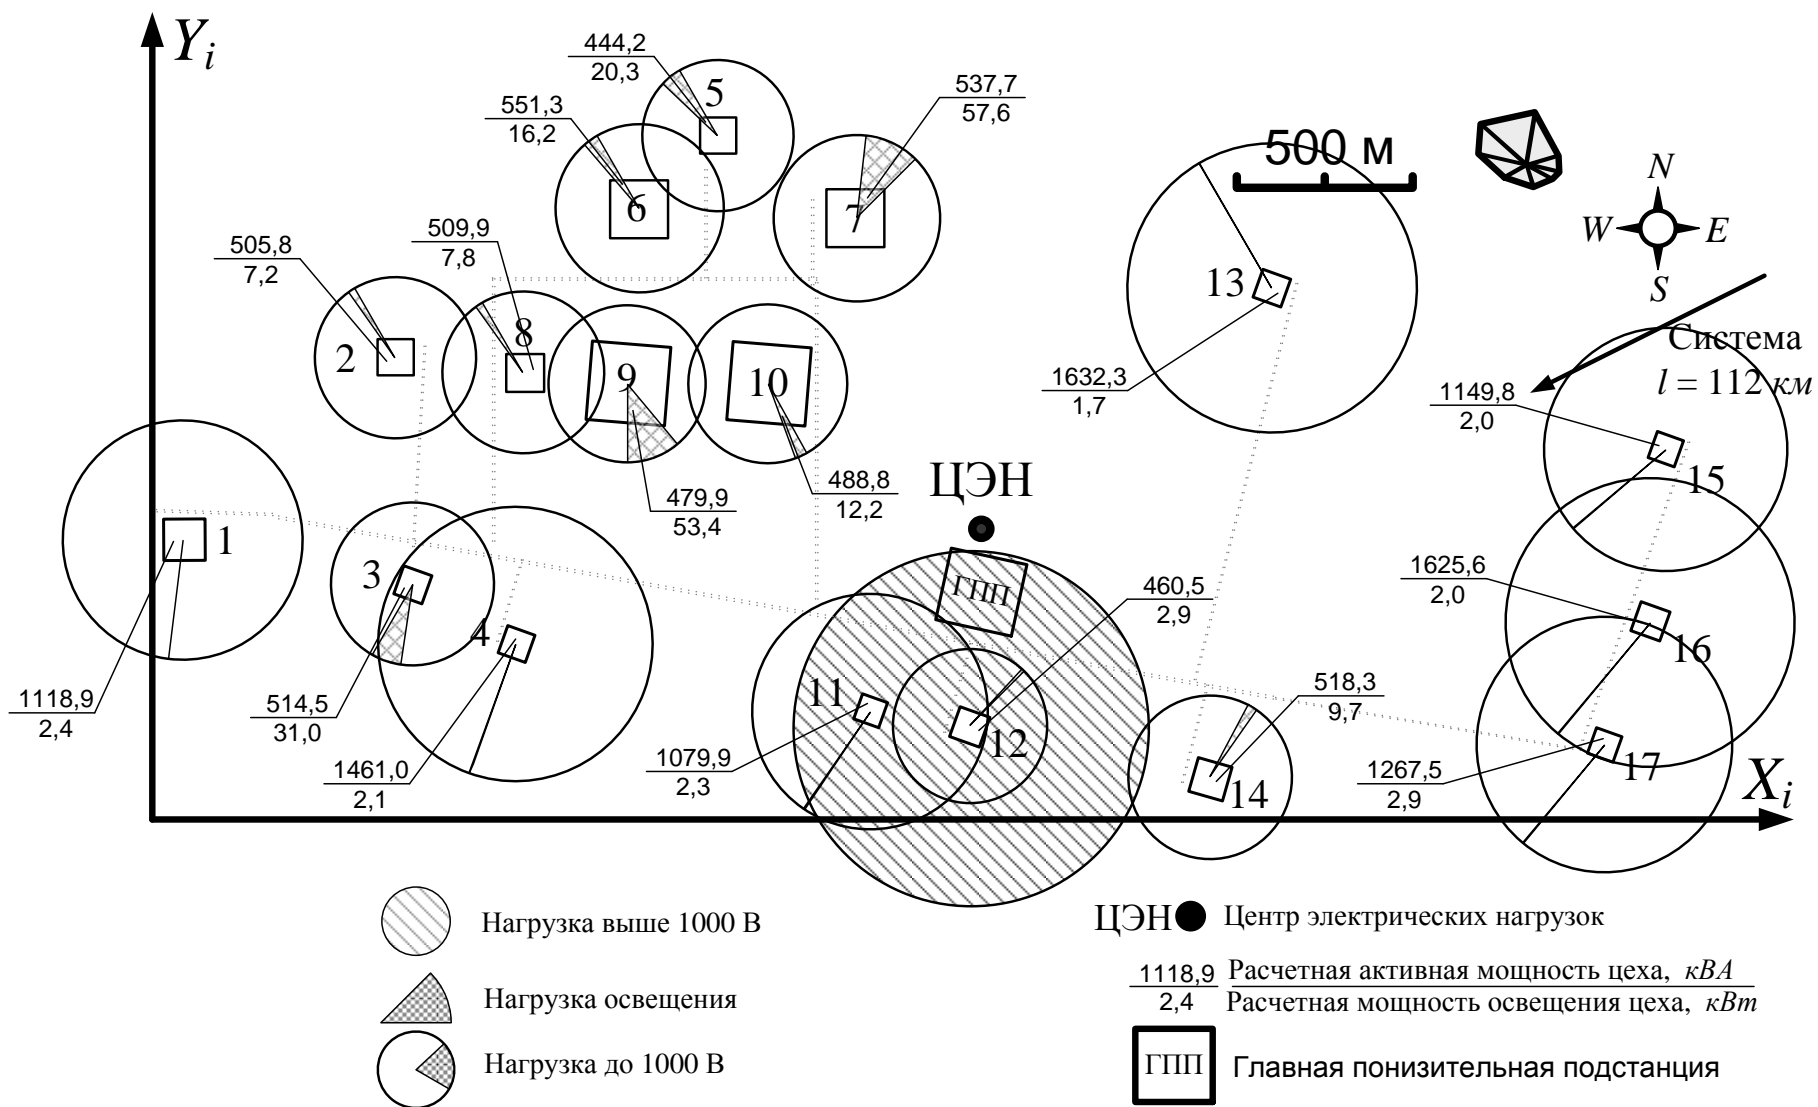 Yi
444,2
20,3
5
537,7
57,6
551,3
16,2
500 м
6
7
N
W
E
S
505,8
7,2
509,9
7,8
13
2
8
9
10
Система
l = 112 км
1632,3
1,7
1149,8
2,0
15
ЦЭН
488,8
12,2
479,9
53,4
1
3
ГПП
460,5
2,9
1625,6
2,0
4
16
11
1118,9
2,4
514,5
31,0
518,3
9,7
12
17
1461,0
2,1
1079,9
2,3
14
1267,5
2,9
Xi
Нагрузка выше 1000 В
ЦЭН
Центр электрических нагрузок
1118,9
2,4
Расчетная активная мощность цеха, кВА
Расчетная мощность освещения цеха, кВт
Нагрузка освещения
Нагрузка до 1000 В
ГПП
Главная понизительная подстанция